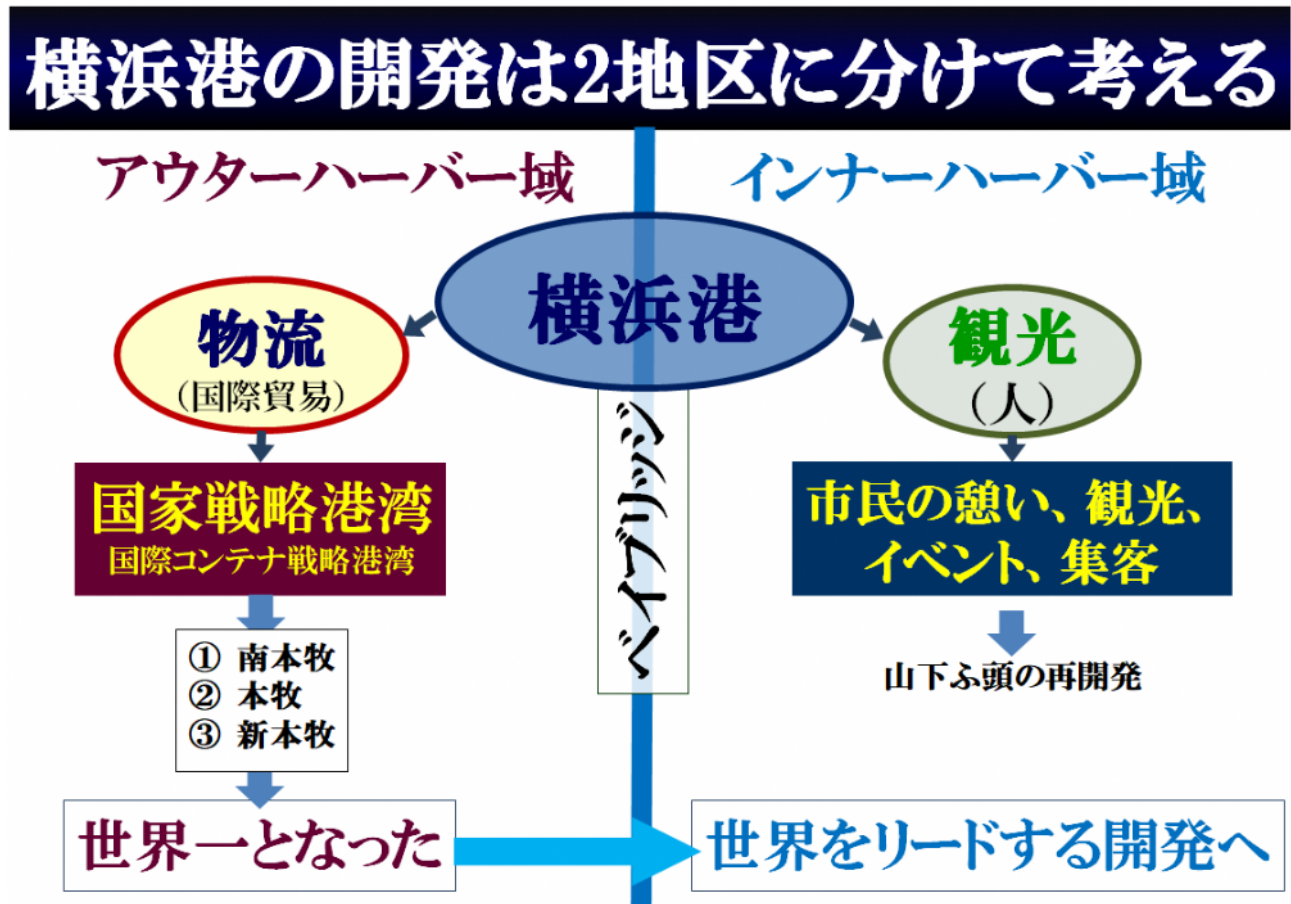 横浜港の開発は2地区に分けて考える
アウターハーバー域
インナーハーバー域
横浜港
物流
(国際貿易)
観光
(人)
ベイブリッジ
国家戦略港湾
国際コンテナ戦略港湾
市民の憩い、観光、
イベント、集客
① 南本牧
② 本牧
③ 新本牧
山下ふ頭の再開発
世界一となった
世界をリードする開発へ